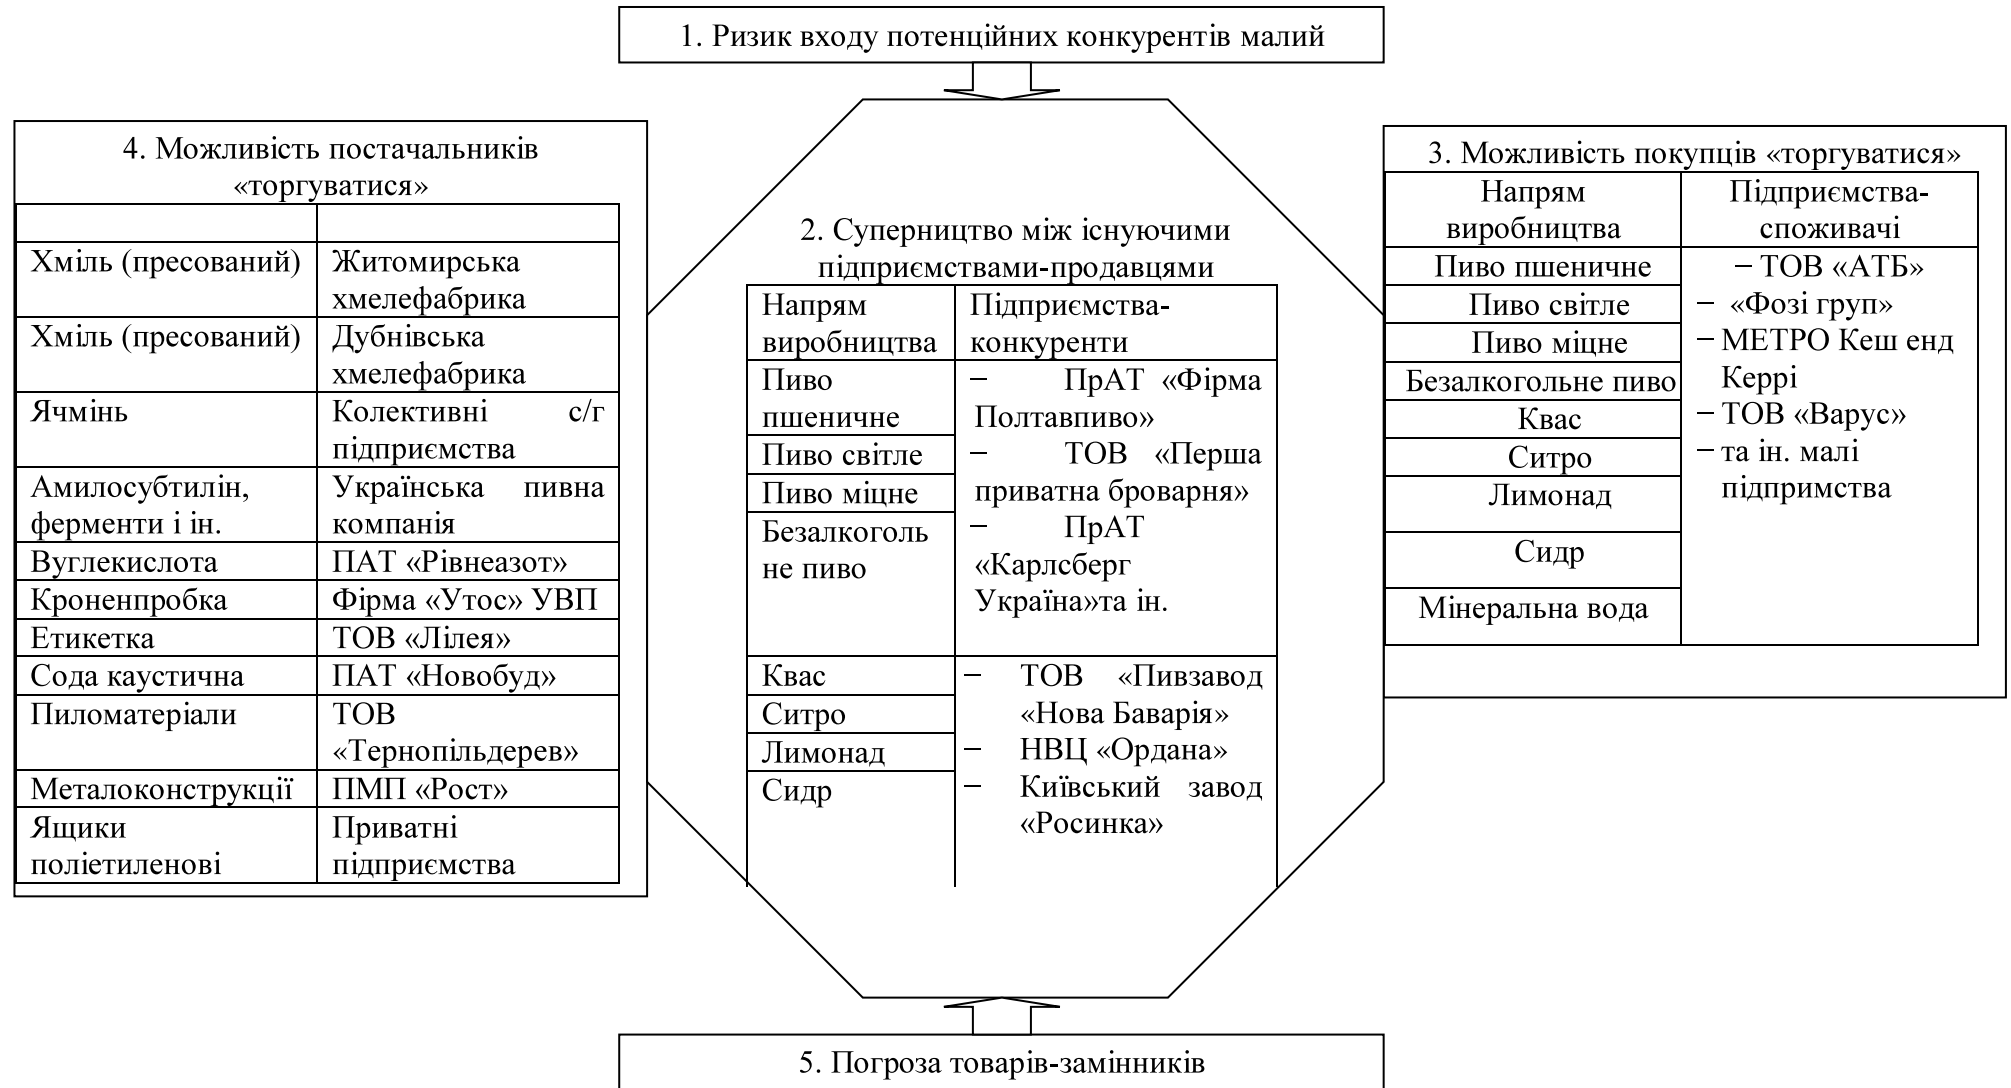 1. Ризик входу потенційних конкурентів малий
4. Можливість постачальників
«торгуватися»
Хміль (пресований)
Житомирська
хмелефабрика
Хміль (пресований)
Дубнівська
хмелефабрика
Ячмінь
Колективні с/г
підприємства
Амилосубтилін,
ферменти і ін.
Українська пивна
компанія
Вуглекислота
ПАТ «Рівнеазот»
Кроненпробка
Фірма «Утос» УВП
Етикетка
ТОВ «Лілея»
Сода каустична
ПАТ «Новобуд»
Пиломатеріали
ТОВ
«Тернопільдерев»
Металоконструкції
ПМП «Рост»
Ящики
поліетиленові
Приватні
підприємства
2. Суперництво між існуючими
підприємствами-продавцями
Напрям
виробництва
Підприємства-
конкуренти
Пиво
пшеничне
Пиво світле
Пиво міцне
Безалкоголь
не пиво
– ПрАТ «Фірма
Полтавпиво»
– ТОВ «Перша
приватна броварня»
– ПрАТ
«Карлсберг
Україна»та ін.
Квас
Ситро
Лимонад
Сидр
– ТОВ «Пивзавод
«Нова Баварія»
– НВЦ «Ордана»
– Київський завод
«Росинка»
3. Можливість покупців «торгуватися»
Напрям
виробництва
Підприємства-
споживачі
Пиво пшеничне
Пиво світле
Пиво міцне
Безалкогольне пиво
Квас
Ситро
Лимонад
Сидр
Мінеральна вода
– ТОВ «АТБ»
– «Фозі груп»
– МЕТРО Кеш енд
Керрі
– ТОВ «Варус»
– та ін. малі
підпримства
5. Погроза товарів-замінників